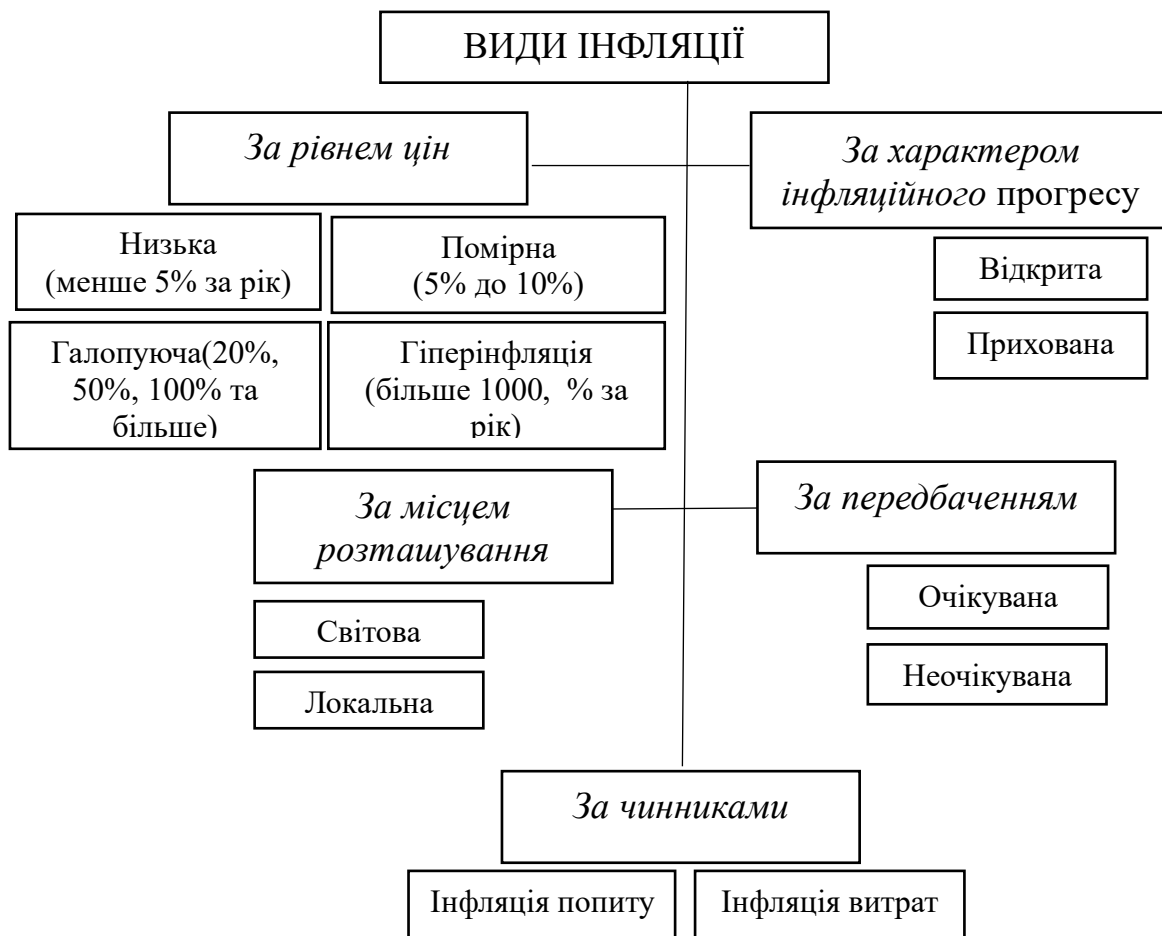 ВИДИ ІНФЛЯЦІЇ
За рівнем цін
За характером
інфляційного прогресу
Низька
(менше 5% за рік)
Помірна
(5% до 10%)
Відкрита
Прихована
Галопуюча(20%,
50%, 100% та
більше)
Гіперінфляція
(більше 1000, % за
рік)
За місцем
розташування
За передбаченням
Світова
Локальна
Очікувана
Неочікувана
За чинниками
Інфляція попиту
Інфляція витрат